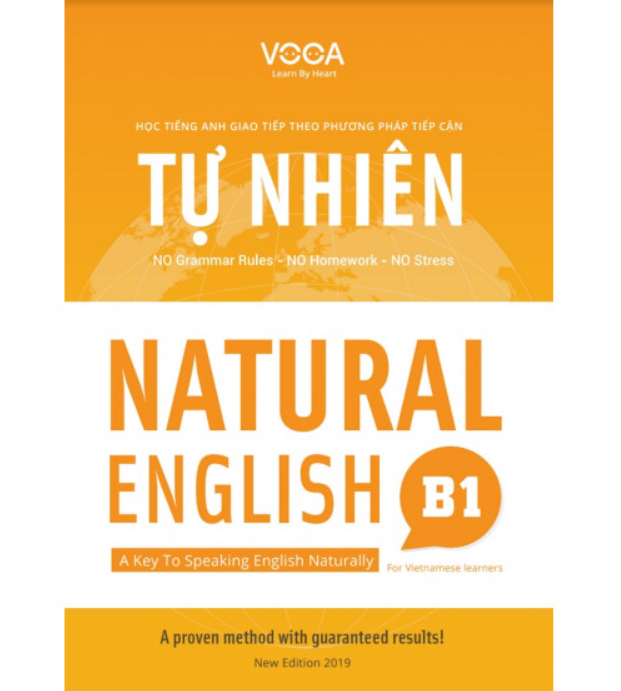 VOCA
Learn By Heart
HỌC TIẾNG ANH GIAO TIẾP THEO PHƯƠNG PHÁP TIẾP CẬN
TỰ NHIÊN
NO Grammar Rules - NO Homework - NO Stress
NATURAL
ENGLISH
B1
A Key To Speaking English Naturally
For Vietnamese learners
A proven method with guaranteed results!
New Edition 2019